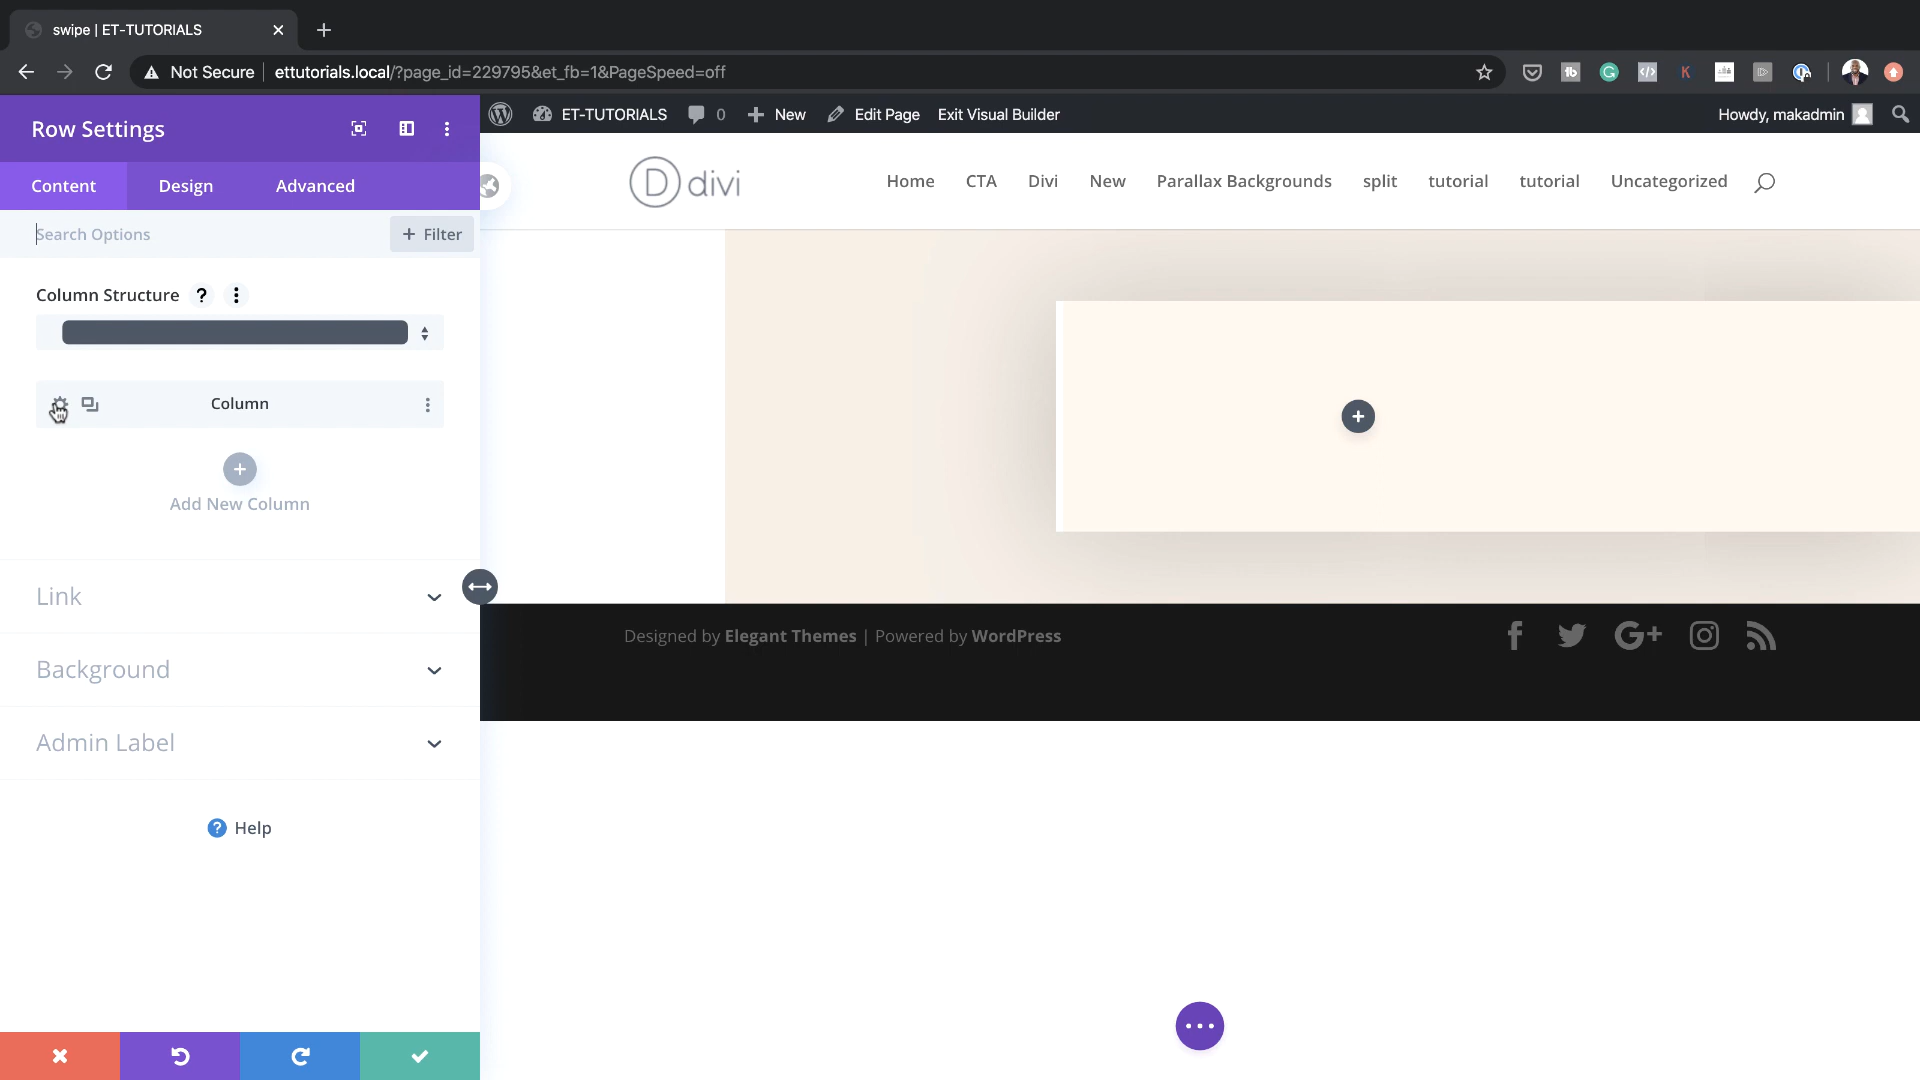 swipe | ET-TUTORIALS
Not Secure ettutorials.local/?page_id=229795&et_fb=1&PageSpeed=off
ET-TUTORIALS 0 New Edit Page Exit Visual Builder Howdy, makadmin
Row Settings
Content Design Advanced
Search Options + Filter
Column Structure ?
Column
Add New Column
Link
Background
Admin Label
? Help
D divi
Home CTA Divi New Parallax Backgrounds split tutorial tutorial Uncategorized
Designed by Elegant Themes | Powered by WordPress